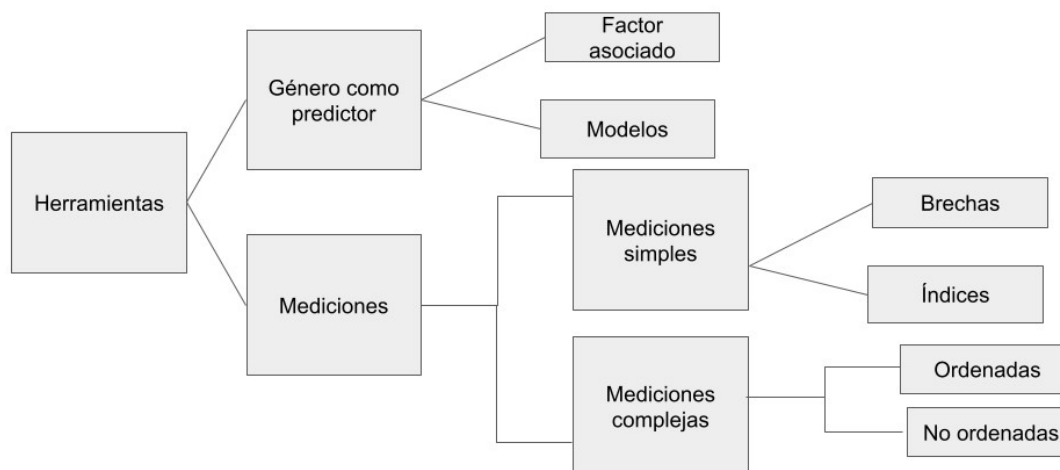 Factor
asociado
Género como
predictor
Modelos
Herramientas
Mediciones
Mediciones
simples
Brechas
Índices
Mediciones
complejas
Ordenadas
No ordenadas